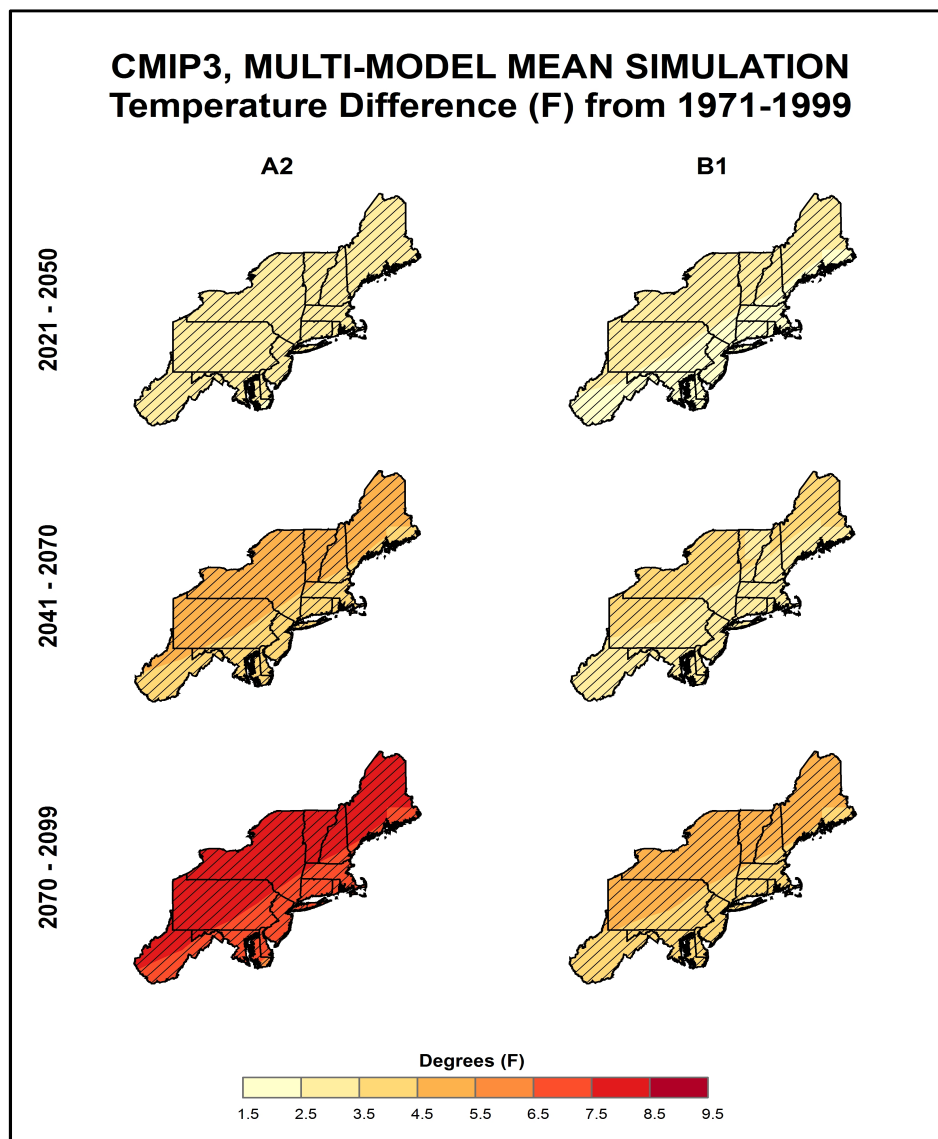 CMIP3, MULTI-MODEL MEAN SIMULATION
Temperature Difference (F) from 1971-1999
A2 B1
2021 - 2050
2041 - 2070
2070 - 2099
Degrees (F)
1.5 2.5 3.5 4.5 5.5 6.5 7.5 8.5 9.5